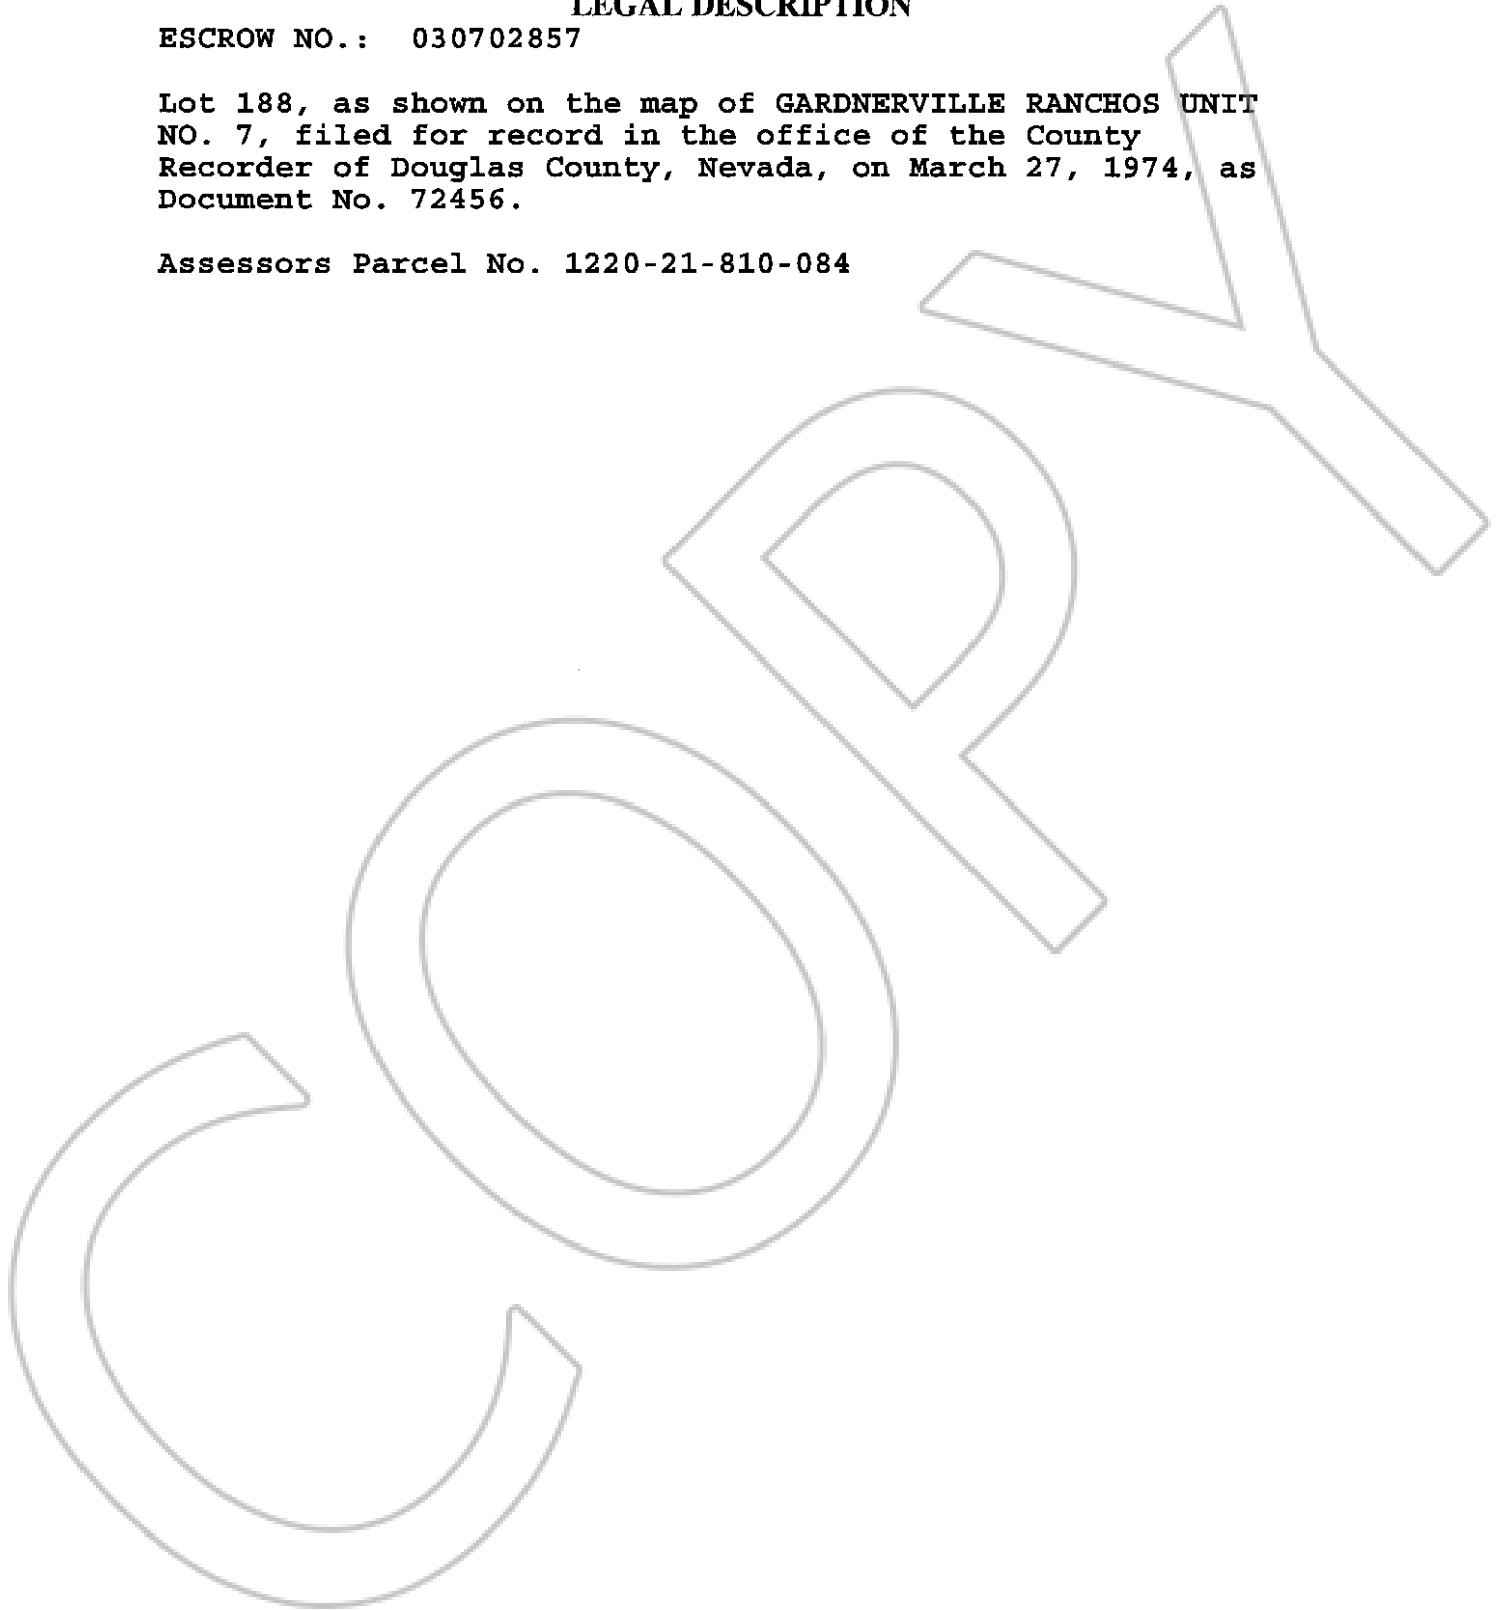 LEGAL DESCRIPTION
ESCROW NO.: 030702857
Lot 188, as shown on the map of GARDNERVILLE RANCHOS UNIT
NO. 7, filed for record in the office of the County
Recorder of Douglas County, Nevada, on March 27, 1974, as
Document No. 72456.
Assessors Parcel No. 1220-21-810-084
COPY